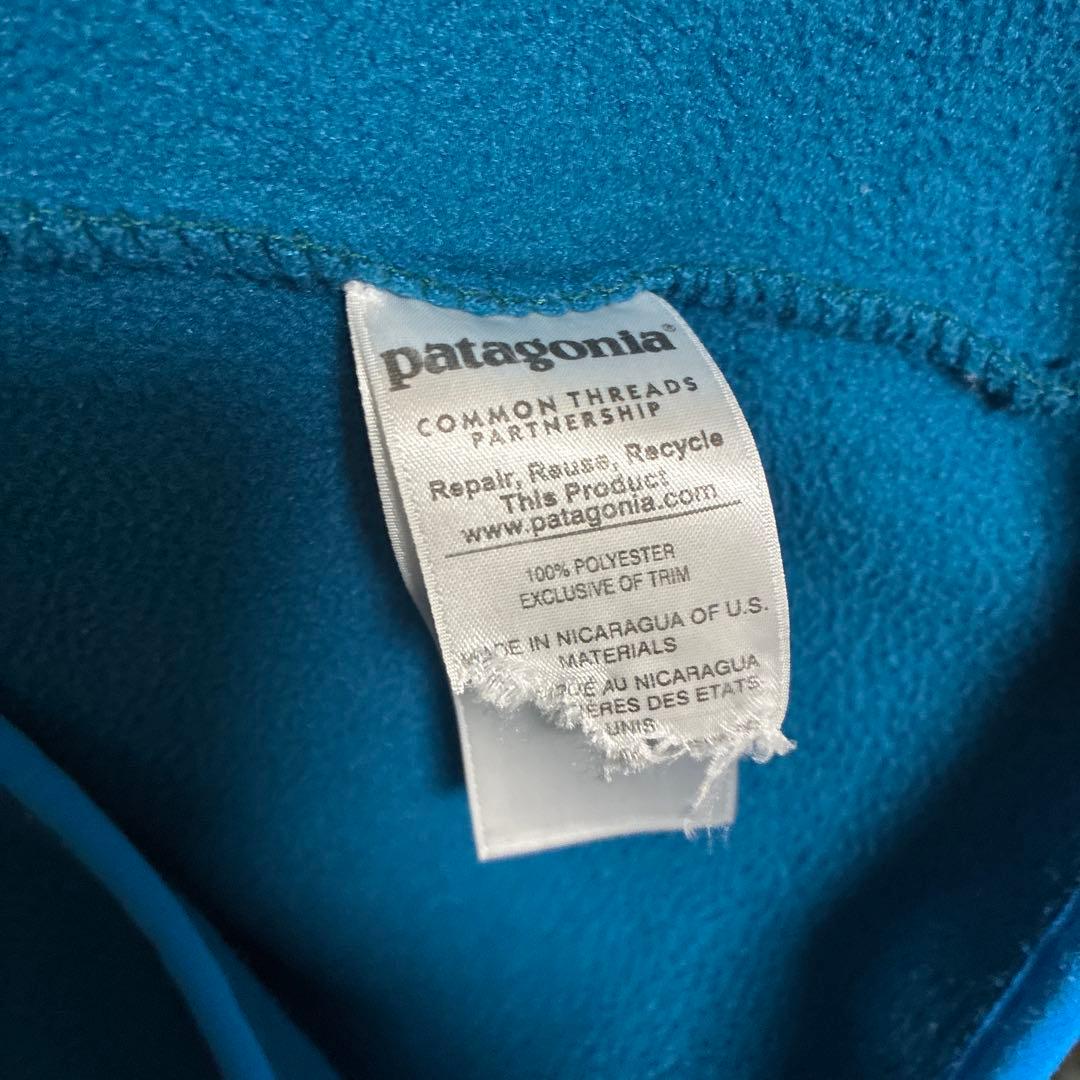 patagonia®
COMMON THREADS
PARTNERSHIP
Repair, Reuse, Recycle
This Product
www.patagonia.com
100% POLYESTER
EXCLUSIVE OF TRIM
MADE IN NICARAGUA OF U.S.
MATERIALS
AU NICARAGUA
DES ETATS
UNIS